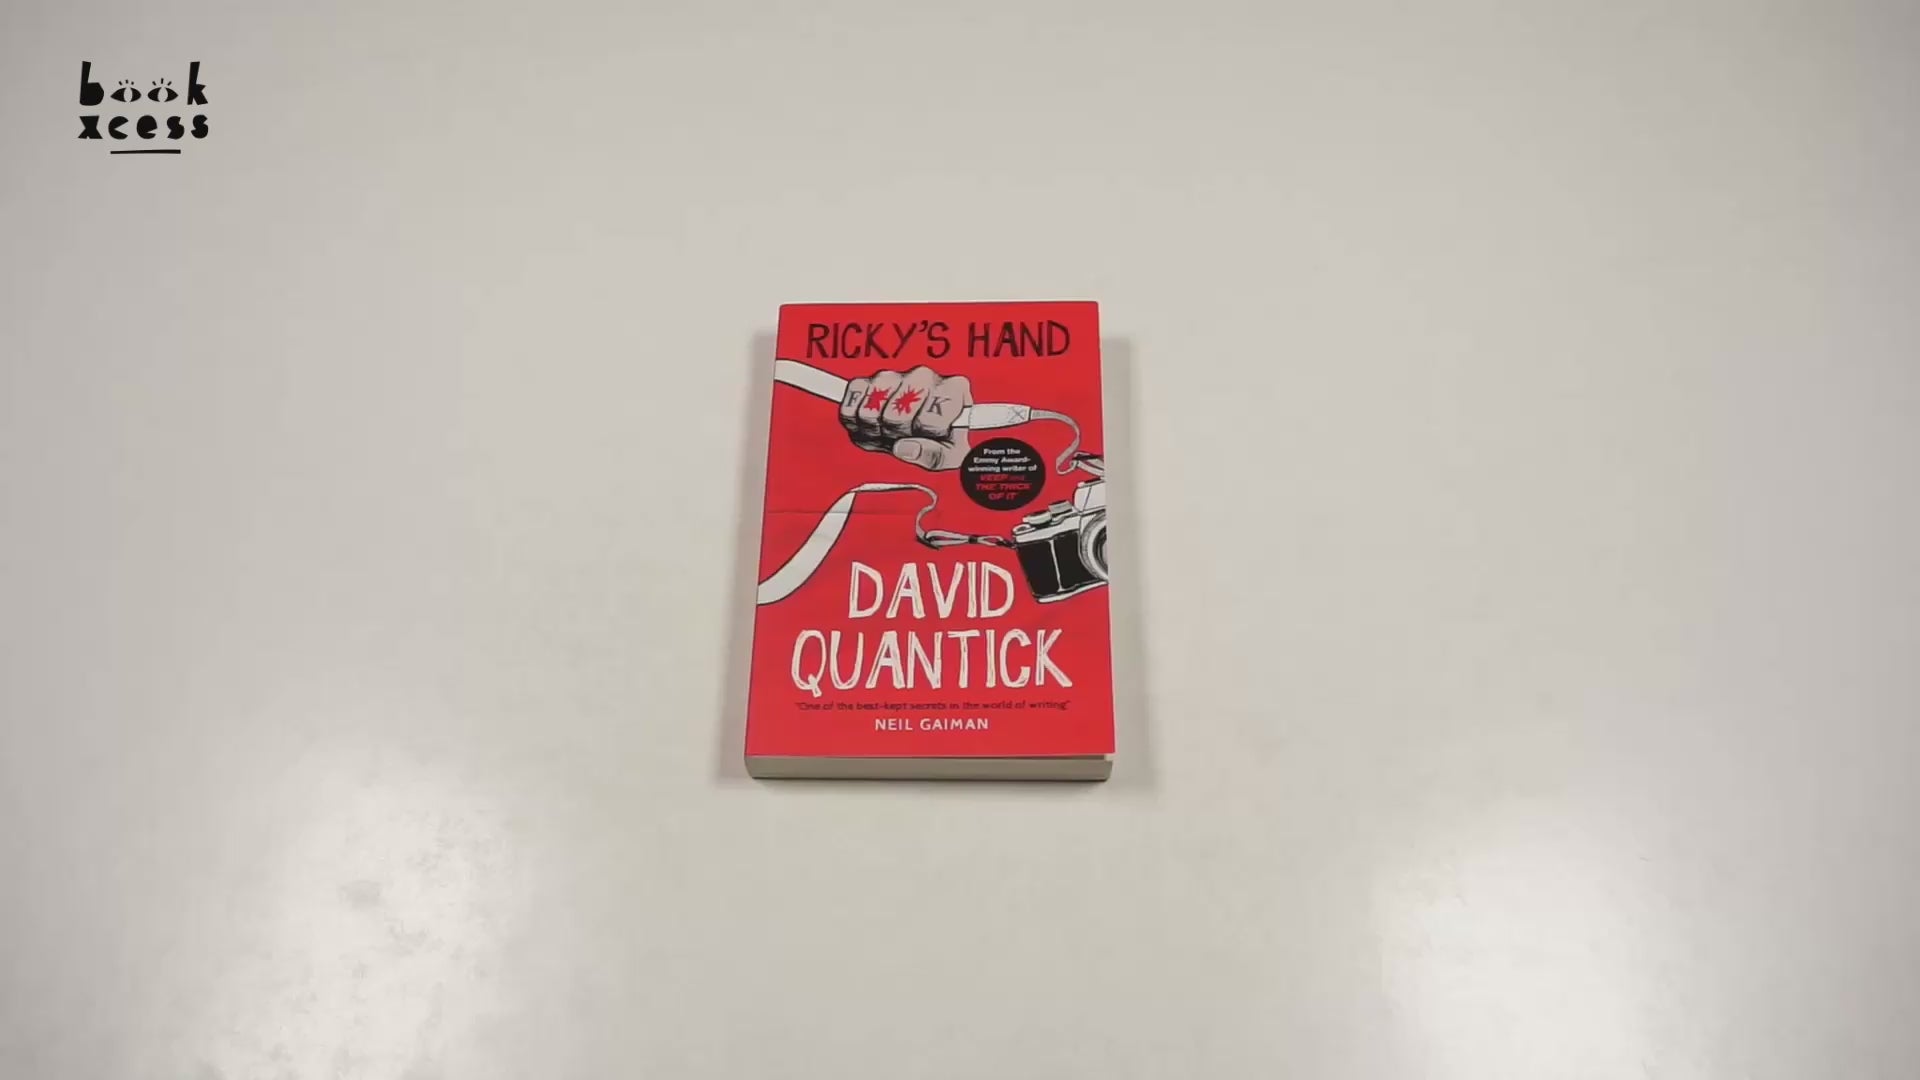 book
xcess
RICKY'S HAND
F**K
From the
Emmy Award-
winning writer of
VEEP and
THE THICK
OF IT
DAVID
QUANTICK
"One of the best-kept secrets in the world of writing"
NEIL GAIMAN